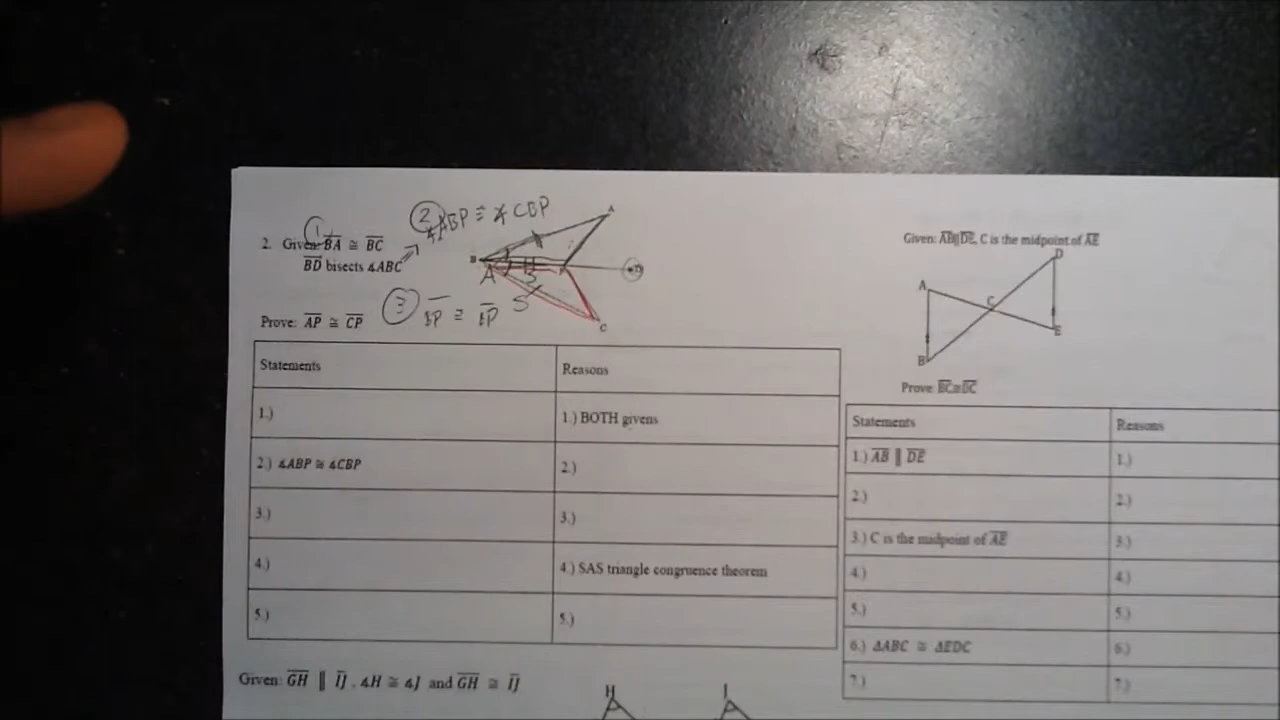 2. Given: BA ≅ BC
BD bisects ∡ABC
1
2
∡ABP ≅ ∡CBP
3
BP ≅ BP
Prove: AP ≅ CP
A
B
A
S
S
P
D
C
Statements
Reasons
1.)
1.) BOTH givens
2.) ∡ABP ≅ ∡CBP
2.)
3.)
3.)
4.)
4.) SAS triangle congruence theorem
5.)
5.)
Given: GH ∥ IJ , ∡H ≅ ∡J and GH ≅ IJ
H
I
Given: AB∥DE, C is the midpoint of AE
D
A
C
E
B
Prove: BC≅DC
Statements
Reasons
1.) AB ∥ DE
1.)
2.)
2.)
3.) C is the midpoint of AE
3.)
4.)
4.)
5.)
5.)
6.) ΔABC ≅ ΔEDC
6.)
7.)
7.)